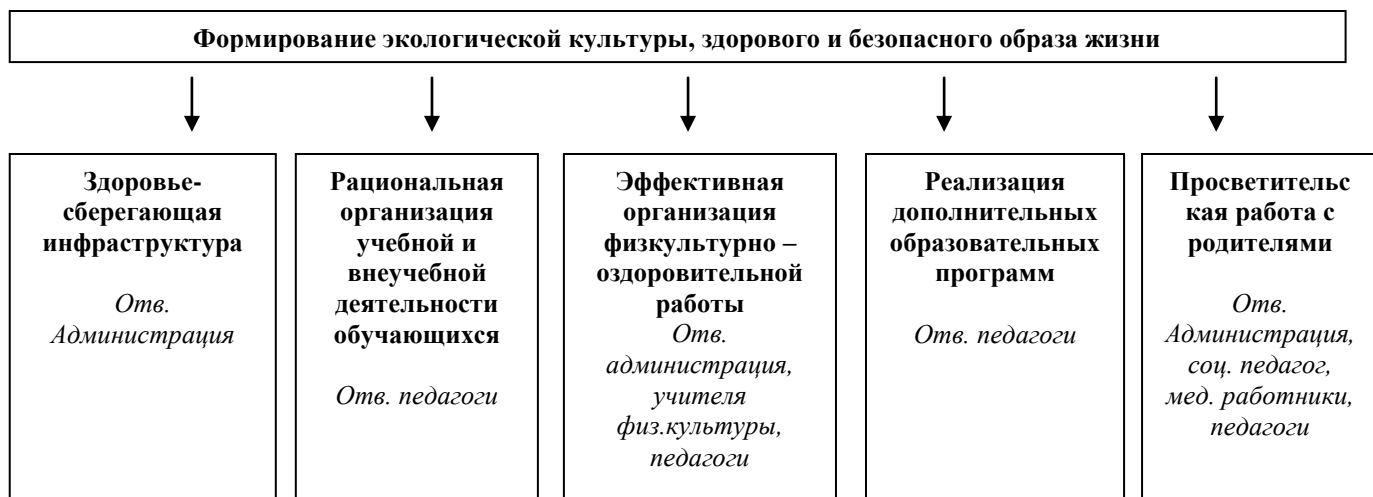 Формирование экологической культуры, здорового и безопасного образа жизни
Здоровье-
сберегающая
инфраструктура
Отв.
Администрация
Рациональная
организация
учебной и
внеучебной
деятельности
обучающихся
Отв. педагоги
Эффективная
организация
физкультурно –
оздоровительной
работы
Отв.
администрация,
учителя
физ.культуры,
педагоги
Реализация
дополнительных
образовательных
программ
Отв. педагоги
Просветительс
кая работа с
родителями
Отв.
Администрация,
соц. педагог,
мед. работники,
педагоги